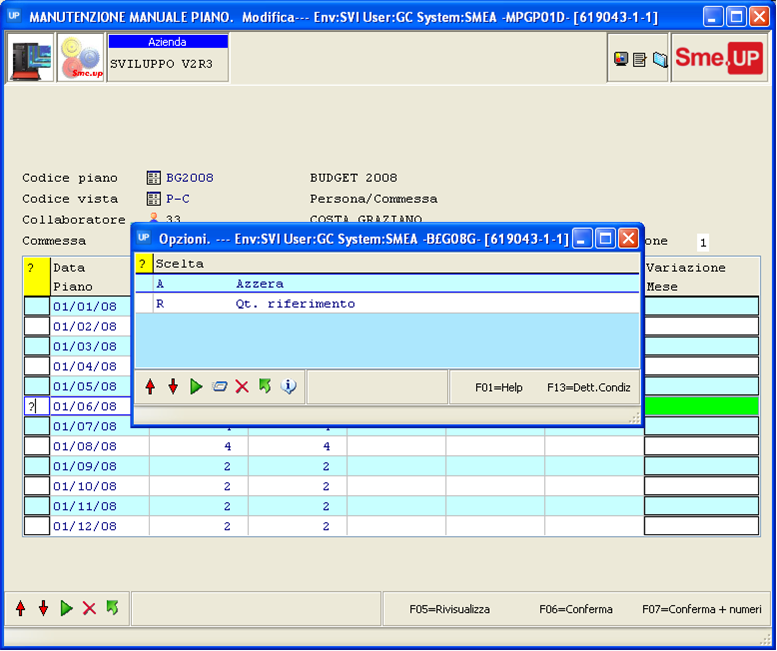 UP MANUTENZIONE MANUALE PIANO. Modifica--- Env:SVI User:GC System:SMEA -MPGP01D- [619043-1-1]
Sme.up
Azienda
SVILUPPO V2R3
Sme.UP
Codice piano BG2008 BUDGET 2008
Codice vista P-C Persona/Commessa
Collaboratore 33 COSTA GRAZIANO
Commessa one 1
UP Opzioni. --- Env:SVI User:GC System:SMEA -B£G08G- [619043-1-1]
? Scelta
A Azzera
R Qt. riferimento
F01=Help F13=Dett.Condiz
? Data Variazione
Piano Mese
01/01/08
01/02/08
01/03/08
01/04/08
01/05/08
? 01/06/08
01/07/08
01/08/08 4 4
01/09/08 2 2
01/10/08 2 2
01/11/08 2 2
01/12/08 2 2
F05=Rivisualizza F06=Conferma F07=Conferma + numeri